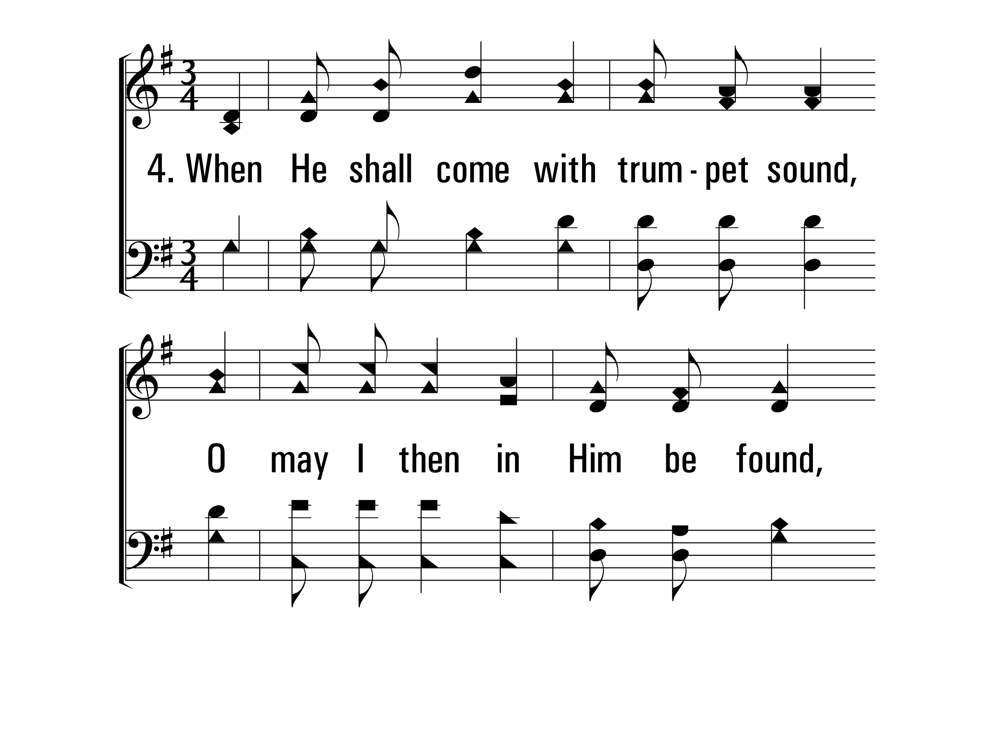 4. When He shall come with trum - pet sound,
O may I then in Him be found,